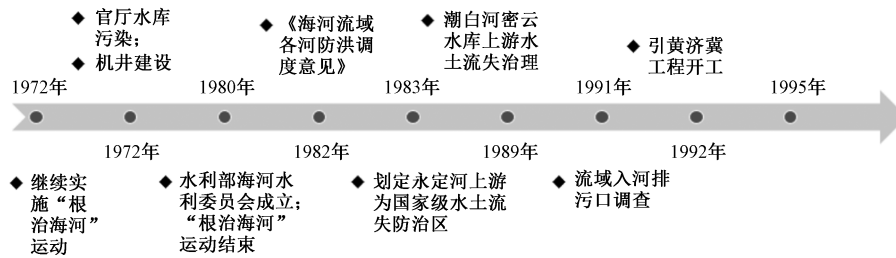 官厅水库
污染；
机井建设
《海河流域
各河防洪调
度意见》
潮白河密云
水库上游水
土流失治理
引黄济冀
工程开工
1972年
1980年
1983年
1991年
1995年
1972年
1982年
1989年
1992年
继续实
施“根
治海河”
运动
水利部海河水
利委员会成立；
“根治海河”
运动结束
划定永定河上游
为国家级水土流
失防治区
流域入河排
污口调查